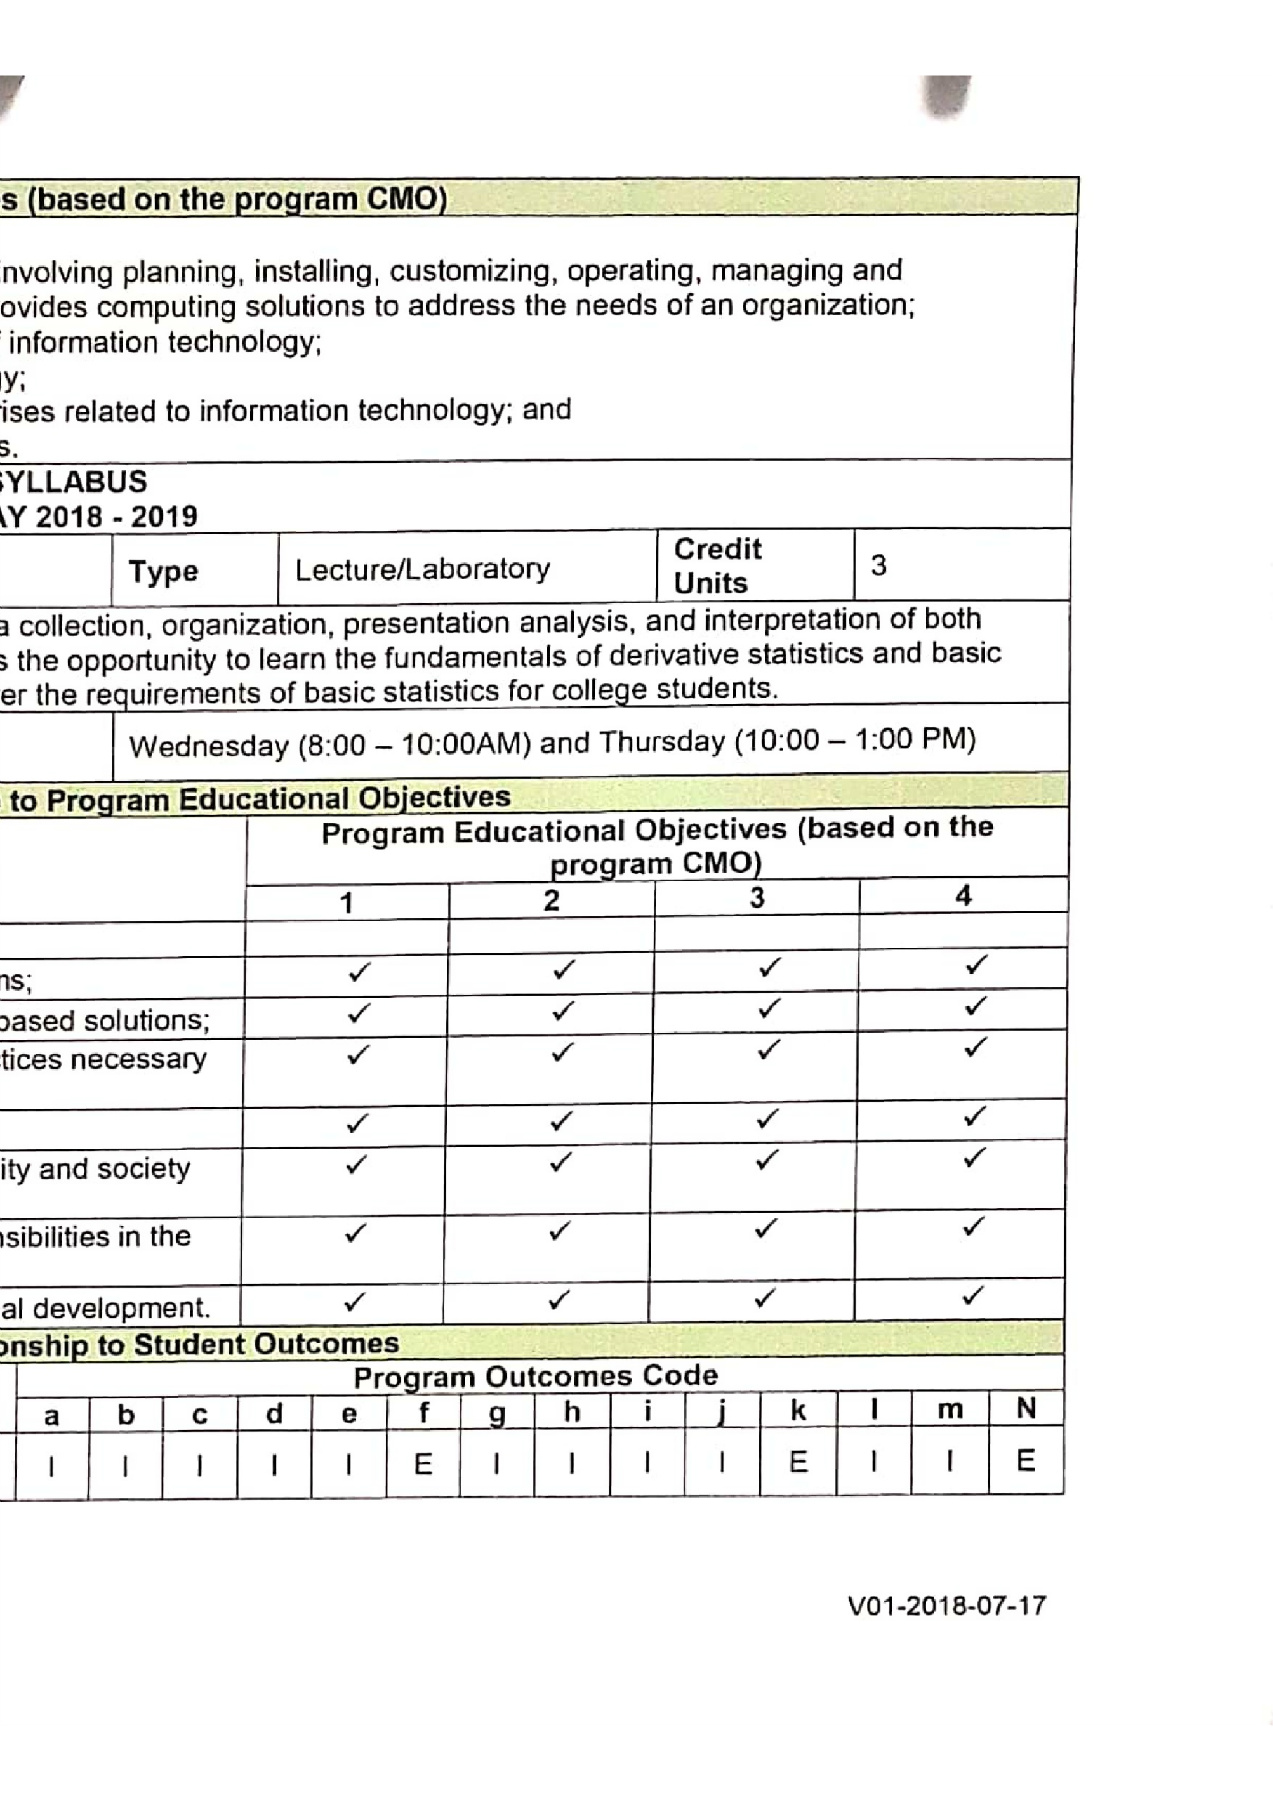 s (based on the program CMO)
nvolving planning, installing, customizing, operating, managing and
ovides computing solutions to address the needs of an organization;
information technology;
y;
ises related to information technology; and
s.
SYLLABUS
AY 2018 - 2019
Type Lecture/Laboratory Credit Units 3
a collection, organization, presentation analysis, and interpretation of both
s the opportunity to learn the fundamentals of derivative statistics and basic
er the requirements of basic statistics for college students.
Wednesday (8:00 – 10:00AM) and Thursday (10:00 – 1:00 PM)
to Program Educational Objectives
Program Educational Objectives (based on the
program CMO)
1 2 3 4
ns; ✓ ✓ ✓ ✓
based solutions; ✓ ✓ ✓ ✓
tices necessary ✓ ✓ ✓ ✓
✓ ✓ ✓ ✓
ity and society ✓ ✓ ✓ ✓
nsibilities in the ✓ ✓ ✓ ✓
al development. ✓ ✓ ✓ ✓
onship to Student Outcomes
Program Outcomes Code
a b c d e f g h i j k l m N
I I I I I E I I I I E I I E
V01-2018-07-17